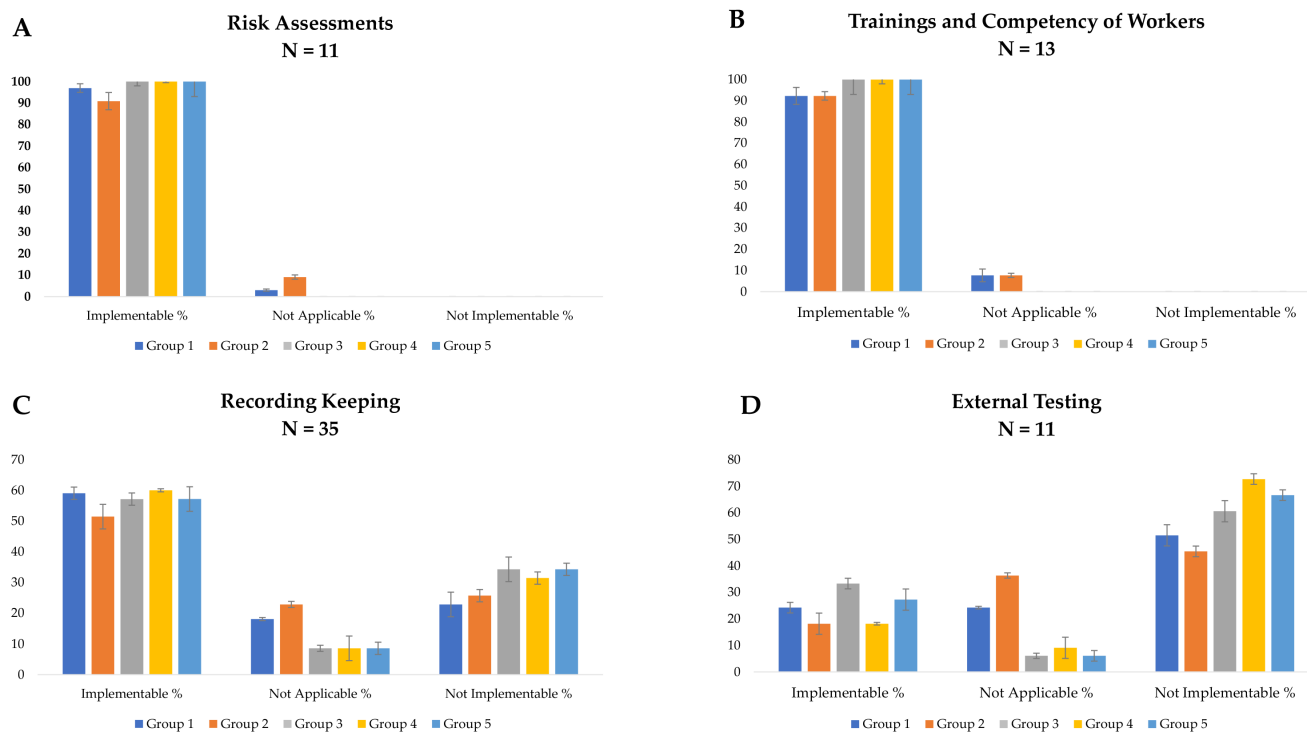 A
Risk Assessments
N = 11
100
90
80
70
60
50
40
30
20
10
0
Implementable %
Not Applicable %
Not Implementable %
Group 1
Group 2
Group 3
Group 4
Group 5
B
Trainings and Competency of Workers
N = 13
100
90
80
70
60
50
40
30
20
10
0
Implementable %
Not Applicable %
Not Implementable %
Group 1
Group 2
Group 3
Group 4
Group 5
C
Recording Keeping
N = 35
70
60
50
40
30
20
10
0
Implementable %
Not Applicable %
Not Implementable %
Group 1
Group 2
Group 3
Group 4
Group 5
D
External Testing
N = 11
80
70
60
50
40
30
20
10
0
Implementable %
Not Applicable %
Not Implementable %
Group 1
Group 2
Group 3
Group 4
Group 5